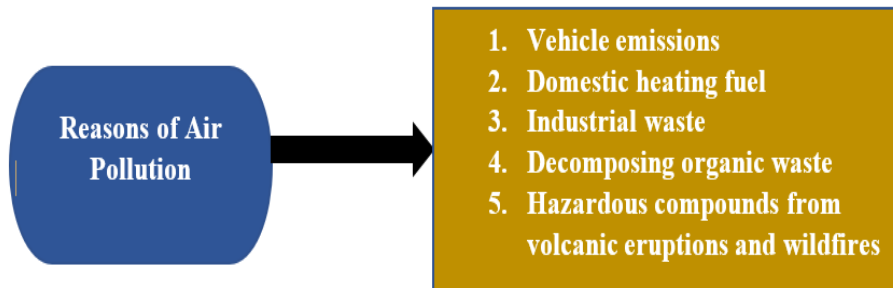 Reasons of Air
Pollution
1. Vehicle emissions
2. Domestic heating fuel
3. Industrial waste
4. Decomposing organic waste
5. Hazardous compounds from
volcanic eruptions and wildfires